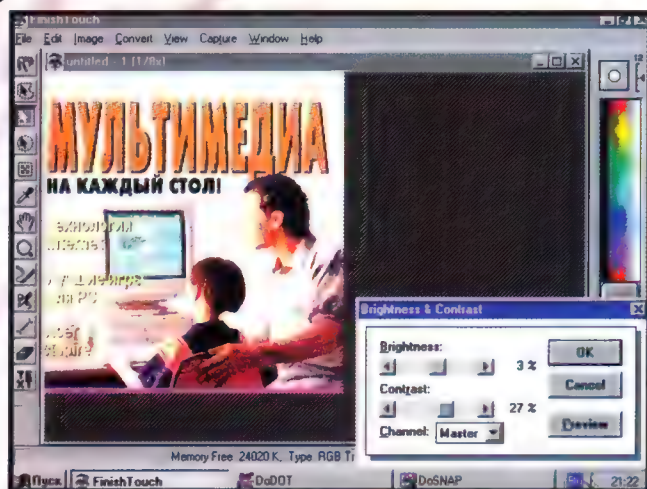 FinishTouch
File Edit Image Convert View Capture Window Help
untitled - 1 [1/8x]
МУЛЬТИМЕДИА
НА КАЖДЫЙ СТОЛ!
Brightness & Contrast
Brightness:
3 %
OK
Contrast:
27 %
Cancel
Channel: Master
Preview
Memory Free 24020 K, Type RGB Tr
Пуск FinishTouch DoDOT DoSNAP 21:22